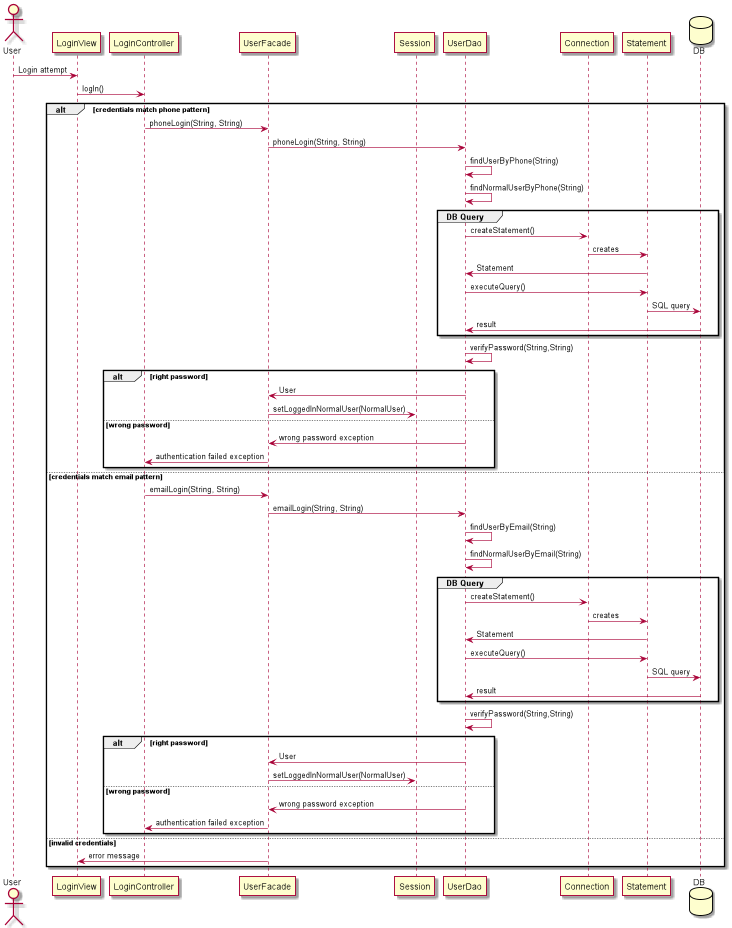 User
LoginView LoginController UserFacade Session UserDao Connection Statement DB
Login attempt
logIn()
alt [credentials match phone pattern]
phoneLogin(String, String)
phoneLogin(String, String)
findUserByPhone(String)
findNormalUserByPhone(String)
DB Query
createStatement()
creates
Statement
executeQuery()
SQL query
result
verifyPassword(String,String)
alt [right password]
User
setLoggedInNormalUser(NormalUser)
[wrong password]
wrong password exception
authentication failed exception
[credentials match email pattern]
emailLogin(String, String)
emailLogin(String, String)
findUserByEmail(String)
findNormalUserByEmail(String)
DB Query
createStatement()
creates
Statement
executeQuery()
SQL query
result
verifyPassword(String,String)
alt [right password]
User
setLoggedInNormalUser(NormalUser)
[wrong password]
wrong password exception
authentication failed exception
[invalid credentials]
error message
User
LoginView LoginController UserFacade Session UserDao Connection Statement DB